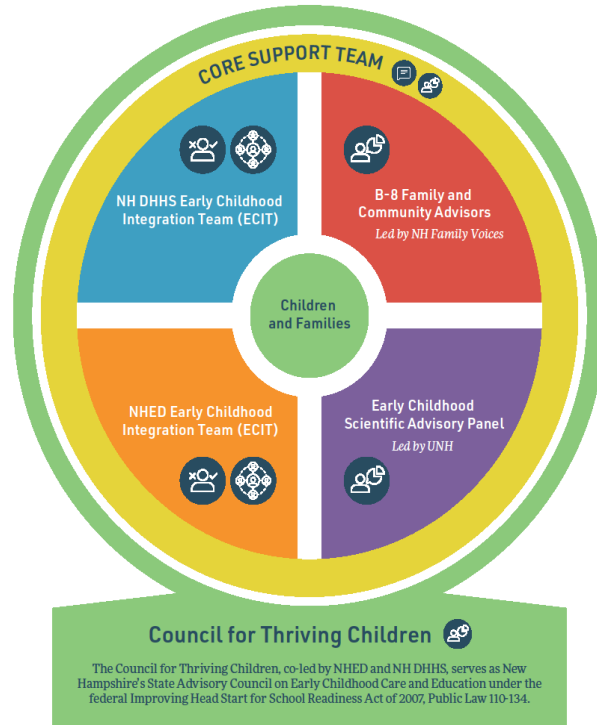 CORE SUPPORT TEAM
NH DHHS Early Childhood
Integration Team (ECIT)
B-8 Family and
Community Advisors
Led by NH Family Voices
Children
and Families
NHED Early Childhood
Integration Team (ECIT)
Early Childhood
Scientific Advisory Panel
Led by UNH
Council for Thriving Children
The Council for Thriving Children, co-led by NHED and NH DHHS, serves as New
Hampshire's State Advisory Council on Early Childhood Care and Education under the
federal Improving Head Start for School Readiness Act of 2007, Public Law 110-134.